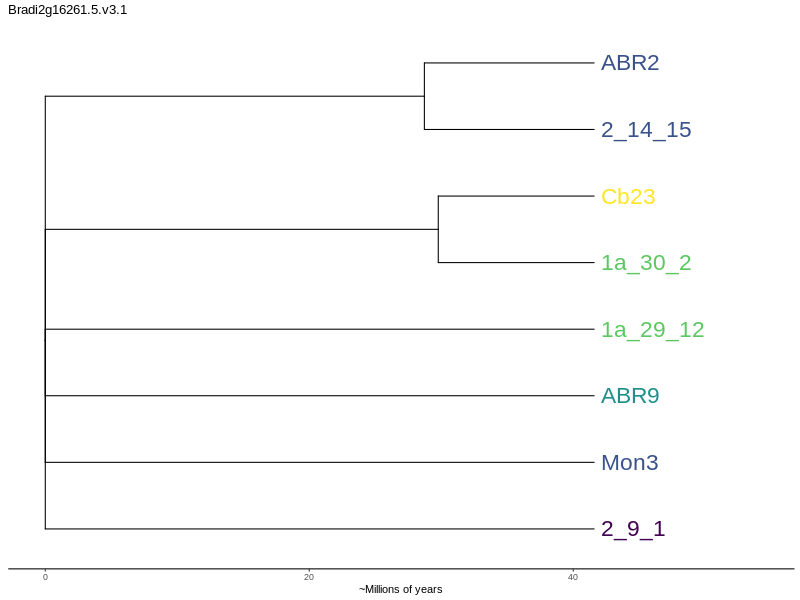 Bradi2g16261.5.v3.1
ABR2
2_14_15
Cb23
1a_30_2
1a_29_12
ABR9
Mon3
2_9_1
0 20 40
~Millions of years